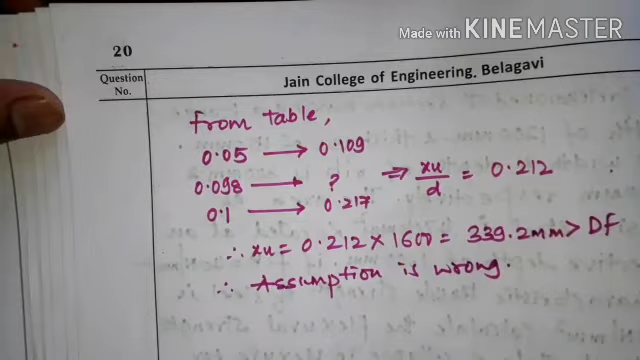 Made with KINEMASTER
20
Question No.
Jain College of Engineering, Belagavi
From table,
0.05 → 0.109
0.098 → ? ⇒ xu/d = 0.212
0.1 → 0.217
∴ xu = 0.212 × 1600 = 339.2mm > Df
∴ Assumption is wrong.